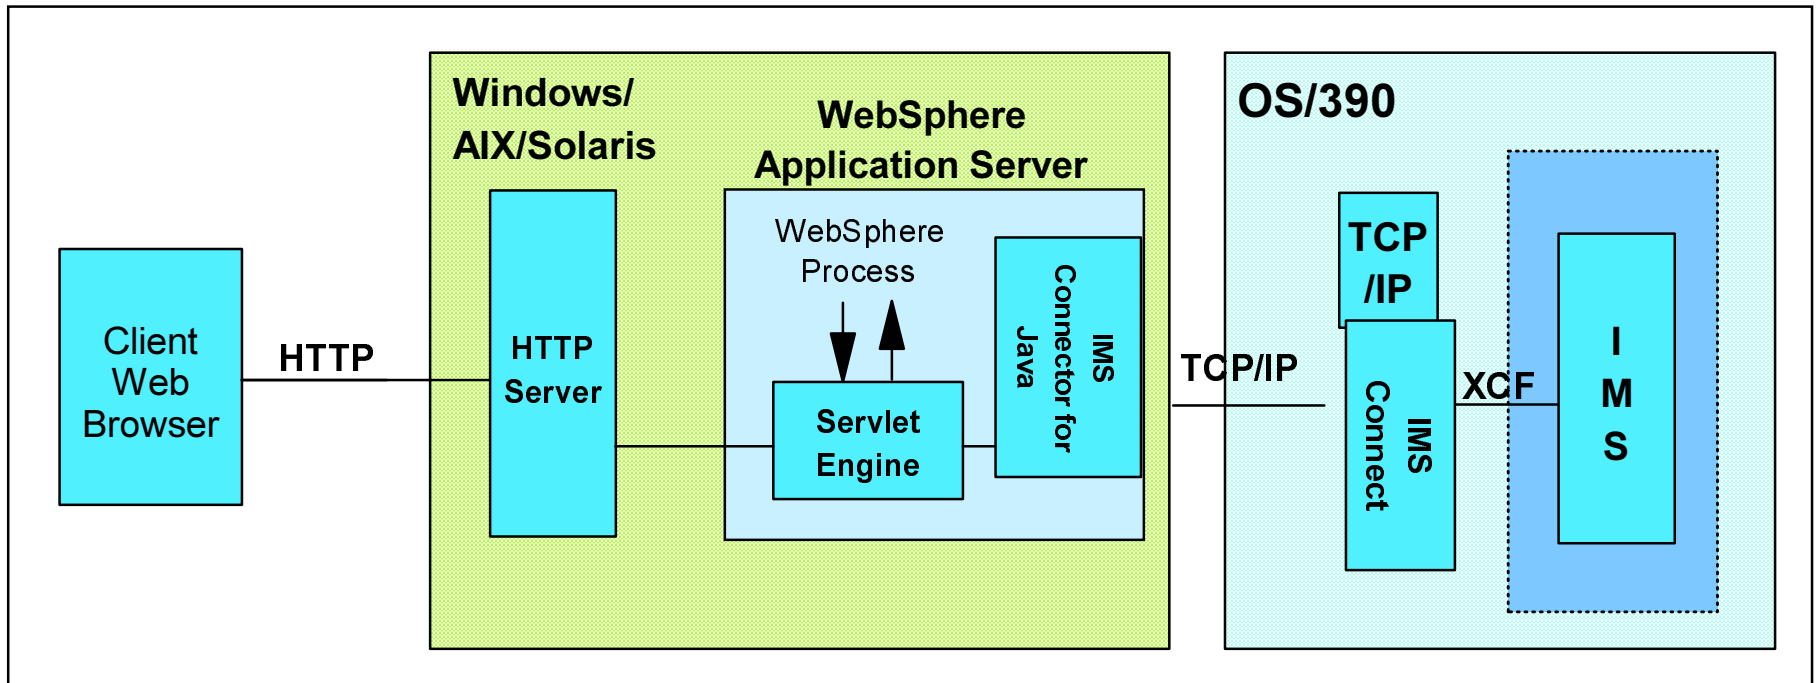 Client
Web
Browser
HTTP
Windows/
AIX/Solaris
HTTP
Server
WebSphere
Application Server
WebSphere
Process
Servlet
Engine
IMS
Connector for
Java
TCP/IP
OS/390
TCP
/IP
IMS
Connect
XCF
I
M
S